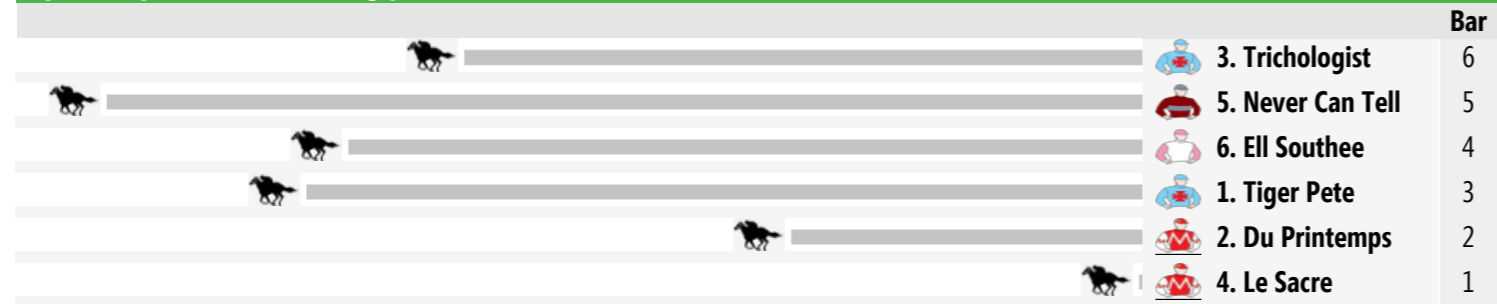 Bar
3. Trichologist 6
5. Never Can Tell 5
6. Ell Southee 4
1. Tiger Pete 3
2. Du Printemps 2
4. Le Sacre 1